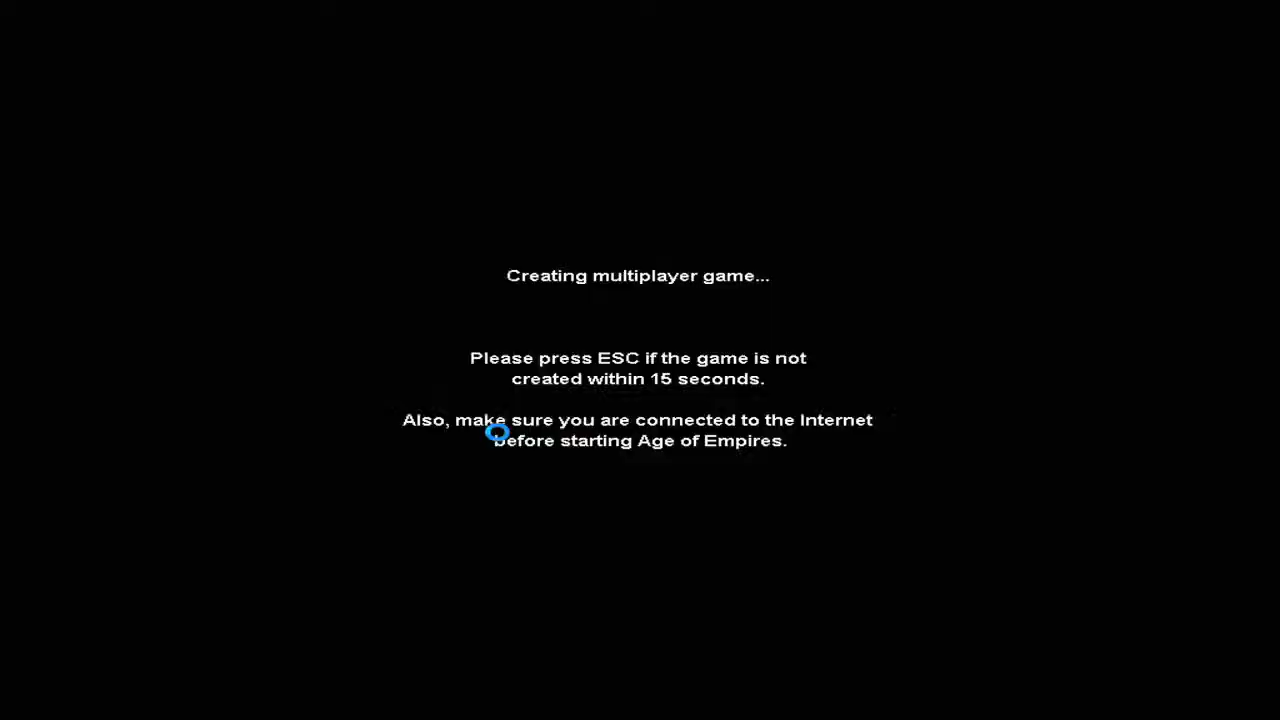 Creating multiplayer game...
Please press ESC if the game is not
created within 15 seconds.
Also, make sure you are connected to the Internet
before starting Age of Empires.